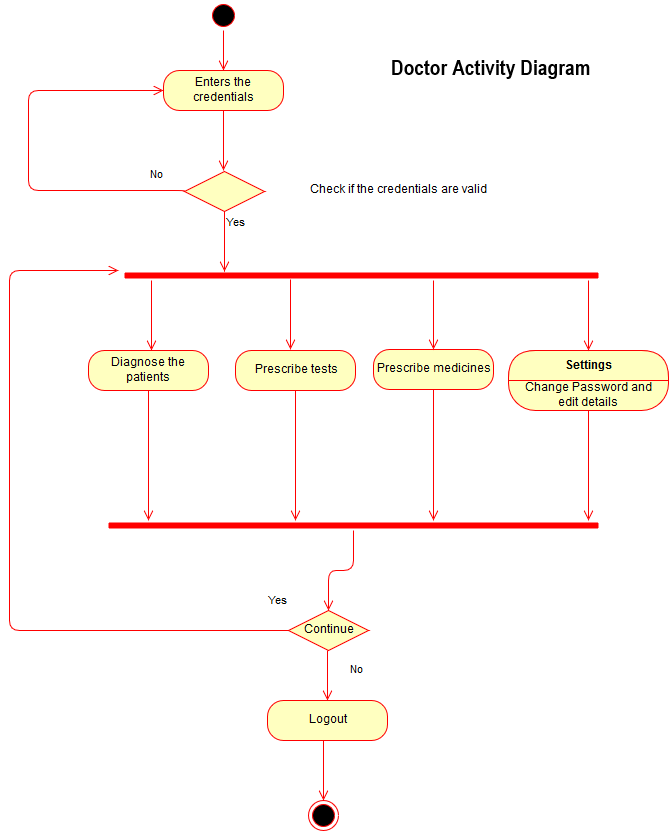 Doctor Activity Diagram
Enters the
credentials
No
Check if the credentials are valid
Yes
Diagnose the
patients
Prescribe tests
Prescribe medicines
Settings
Change Password and
edit details
Yes
Continue
No
Logout